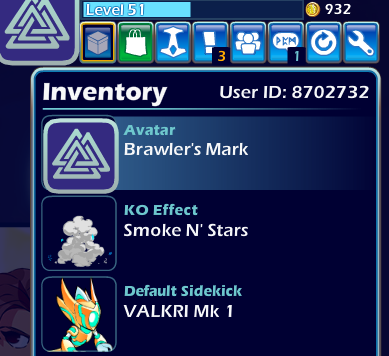 Level 51
932
3
1
Inventory
User ID: 8702732
Avatar
Brawler's Mark
KO Effect
Smoke N' Stars
Default Sidekick
VALKRI Mk 1